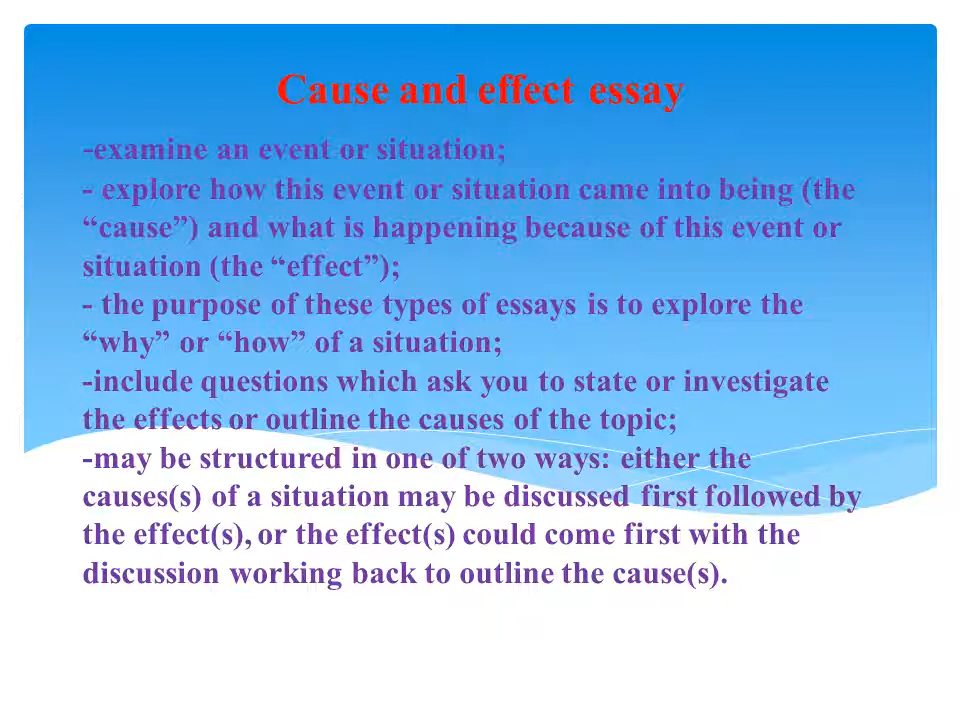 Cause and effect essay
-examine an event or situation;
- explore how this event or situation came into being (the
“cause”) and what is happening because of this event or
situation (the “effect”);
- the purpose of these types of essays is to explore the
“why” or “how” of a situation;
-include questions which ask you to state or investigate
the effects or outline the causes of the topic;
-may be structured in one of two ways: either the
causes(s) of a situation may be discussed first followed by
the effect(s), or the effect(s) could come first with the
discussion working back to outline the cause(s).